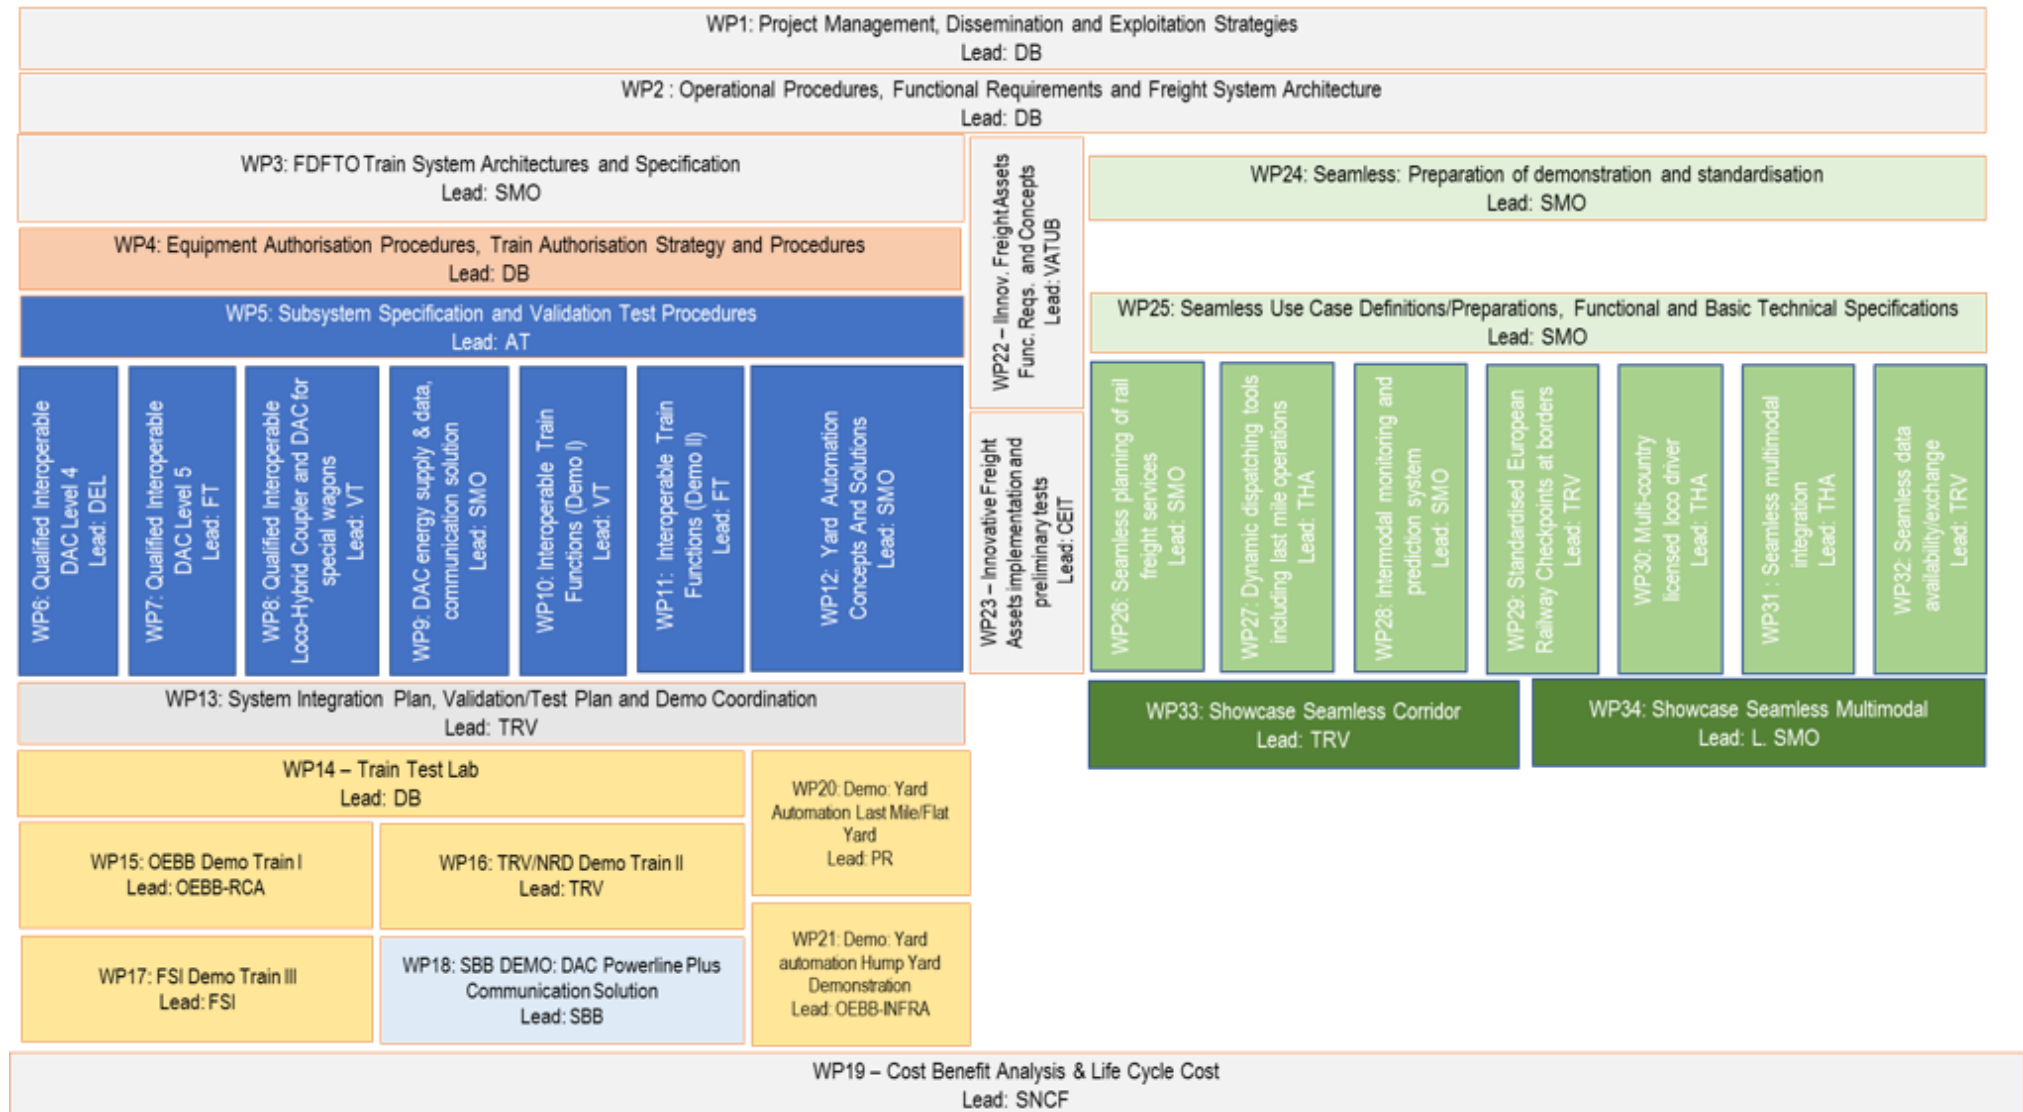 WP1: Project Management, Dissemination and Exploitation Strategies
Lead: DB
WP2 : Operational Procedures, Functional Requirements and Freight System Architecture
Lead: DB
WP3: FDFTO Train System Architectures and Specification
Lead: SMO
WP4: Equipment Authorisation Procedures, Train Authorisation Strategy and Procedures
Lead: DB
WP5: Subsystem Specification and Validation Test Procedures
Lead: AT
WP6: Qualified Interoperable
DAC Level 4
Lead: DEL
WP7: Qualified Interoperable
DAC Level 5
Lead: FT
WP8: Qualified Interoperable
Loco-Hybrid Coupler and DAC for
special wagons
Lead: VT
WP9: DAC energy supply & data,
communication solution
Lead: SMO
WP10: Interoperable Train
Functions (Demo I)
Lead: VT
WP11: Interoperable Train
Functions (Demo II)
Lead: FT
WP12: Yard Automation
Concepts And Solutions
Lead: SMO
WP22 – IInnov. Freight Assets
Func. Reqs. and Concepts
Lead: VATUB
WP23 – Innovative Freight
Assets implementation and
preliminary tests
Lead: CEIT
WP24: Seamless: Preparation of demonstration and standardisation
Lead: SMO
WP25: Seamless Use Case Definitions/Preparations, Functional and Basic Technical Specifications
Lead: SMO
WP26: Seamless planning of rail
freight services
Lead: SMO
WP27: Dynamic dispatching tools
including last mile operations
Lead: THA
WP28: Intermodal monitoring and
prediction system
Lead: SMO
WP29: Standardised European
Railway Checkpoints at borders
Lead: TRV
WP30: Multi-country
licensed loco driver
Lead: THA
WP31 : Seamless multimodal
integration
Lead: THA
WP32: Seamless data
availability/exchange
Lead: TRV
WP33: Showcase Seamless Corridor
Lead: TRV
WP34: Showcase Seamless Multimodal
Lead: L. SMO
WP13: System Integration Plan, Validation/Test Plan and Demo Coordination
Lead: TRV
WP14 – Train Test Lab
Lead: DB
WP15: OEBB Demo Train I
Lead: OEBB-RCA
WP16: TRV/NRD Demo Train II
Lead: TRV
WP17: FSI Demo Train III
Lead: FSI
WP18: SBB DEMO: DAC Powerline Plus
Communication Solution
Lead: SBB
WP20: Demo: Yard
Automation Last Mile/Flat
Yard
Lead: PR
WP21: Demo: Yard
automation Hump Yard
Demonstration
Lead: OEBB-INFRA
WP19 – Cost Benefit Analysis & Life Cycle Cost
Lead: SNCF